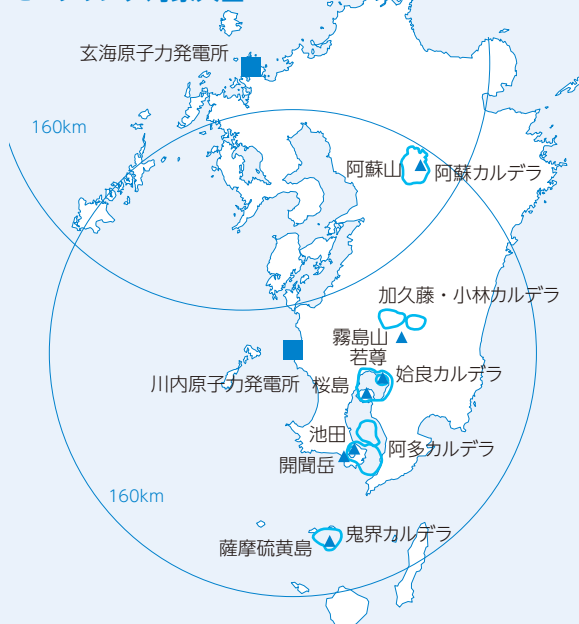 玄海原子力発電所
160km
阿蘇山
阿蘇カルデラ
加久藤・小林カルデラ
霧島山
若尊
姶良カルデラ
川内原子力発電所
桜島
池田
阿多カルデラ
開聞岳
160km
鬼界カルデラ
薩摩硫黄島